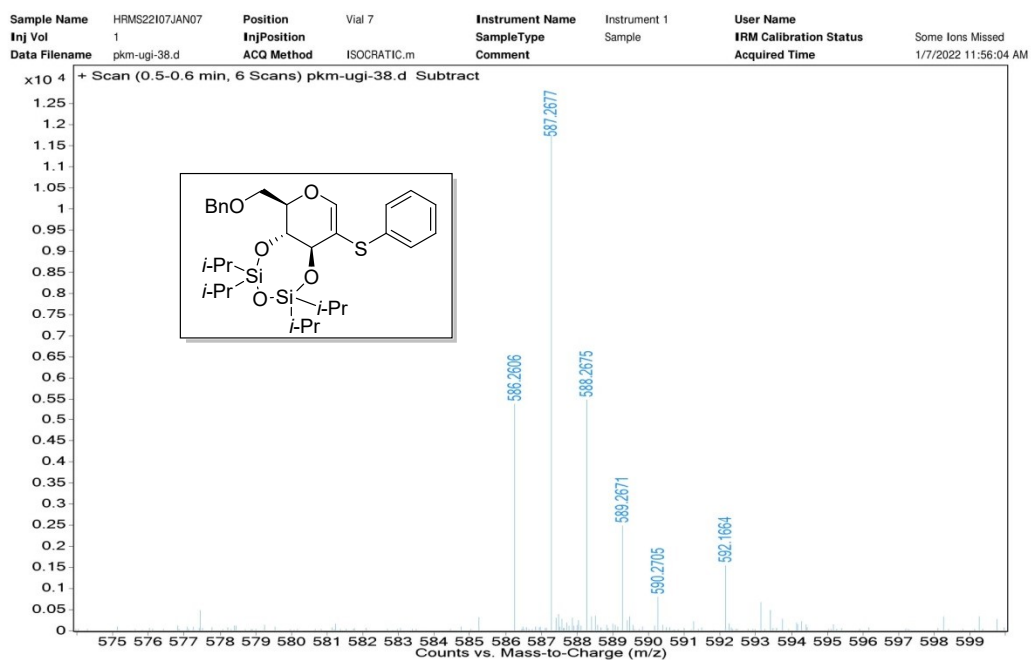 Sample Name HRMS22I07JAN07 Position Vial 7 Instrument Name Instrument 1 User Name
Inj Vol 1 InjPosition SampleType Sample IRM Calibration Status Some Ions Missed
Data Filename pkm-ugi-38.d ACQ Method ISOCRATIC.m Comment Acquired Time 1/7/2022 11:56:04 AM
x10 4 + Scan (0.5-0.6 min, 6 Scans) pkm-ugi-38.d Subtract
1.25
1.2
1.15
1.1
1.05
1
0.95
0.9
0.85
0.8
0.75
0.7
0.65
0.6
0.55
0.5
0.45
0.4
0.35
0.3
0.25
0.2
0.15
0.1
0.05
0
587.2677
586.2606
588.2675
589.2671
590.2705
592.1664
BnO
O
S
O
O
i-Pr
Si
i-Pr
O
Si
i-Pr
i-Pr
575 576 577 578 579 580 581 582 583 584 585 586 587 588 589 590 591 592 593 594 595 596 597 598 599
Counts vs. Mass-to-Charge (m/z)